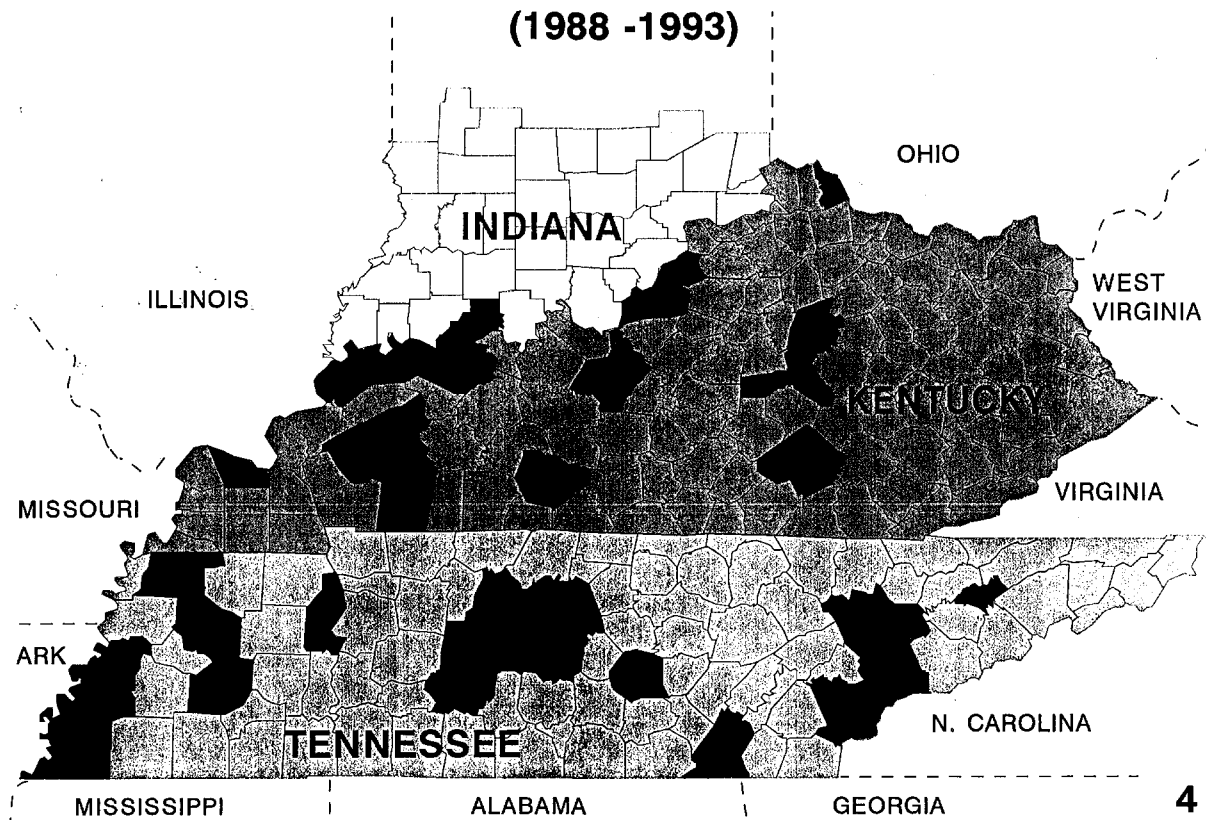 (1988 -1993)
OHIO
INDIANA
ILLINOIS
WEST
VIRGINIA
KENTUCKY
MISSOURI
VIRGINIA
ARK
N. CAROLINA
TENNESSEE
MISSISSIPPI
ALABAMA
GEORGIA
4